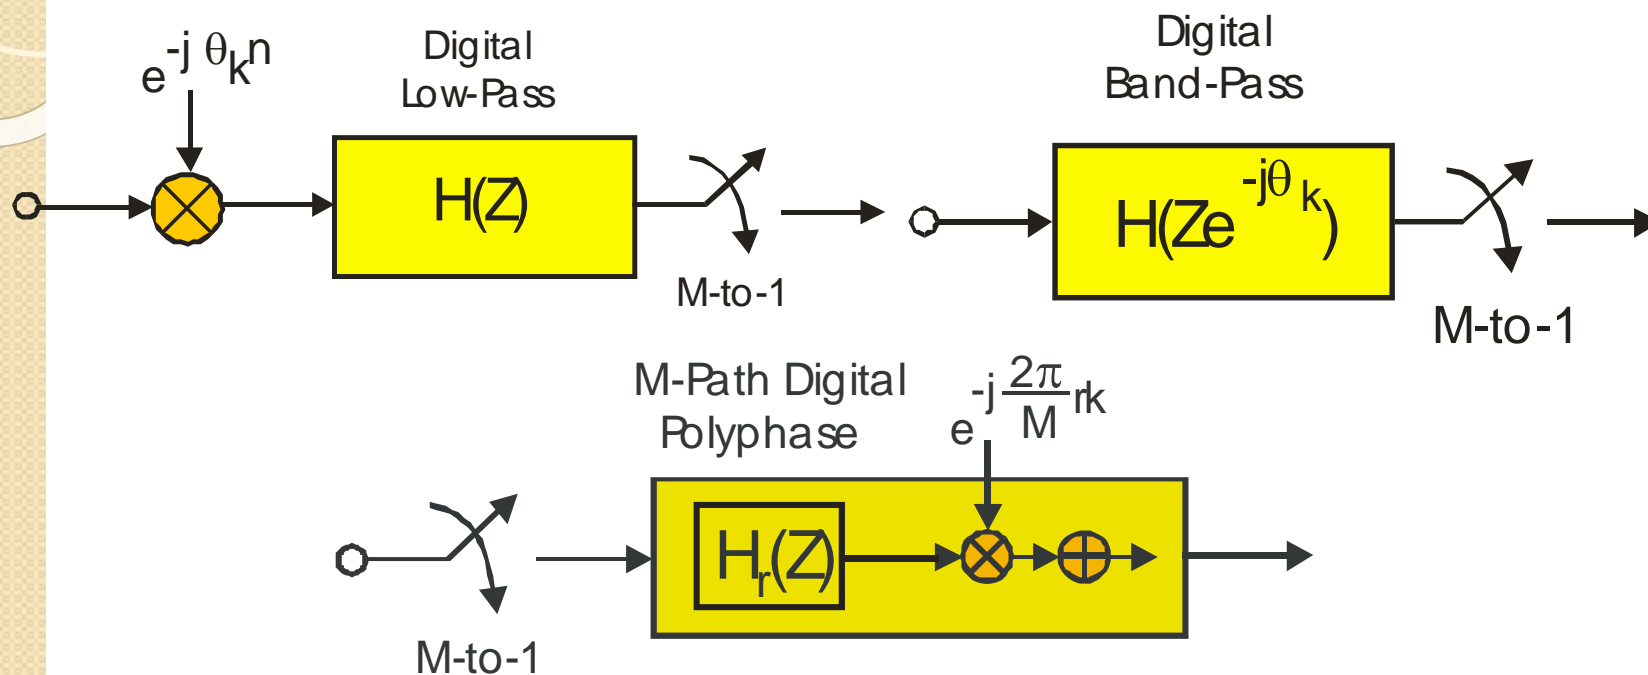 e^-j θ_k n
Digital
Low-Pass
H(Z)
M-to-1
Digital
Band-Pass
H(Ze^-jθ_k)
M-to-1
M-Path Digital
Polyphase
e^-j 2π/M rk
H_r(Z)
M-to-1